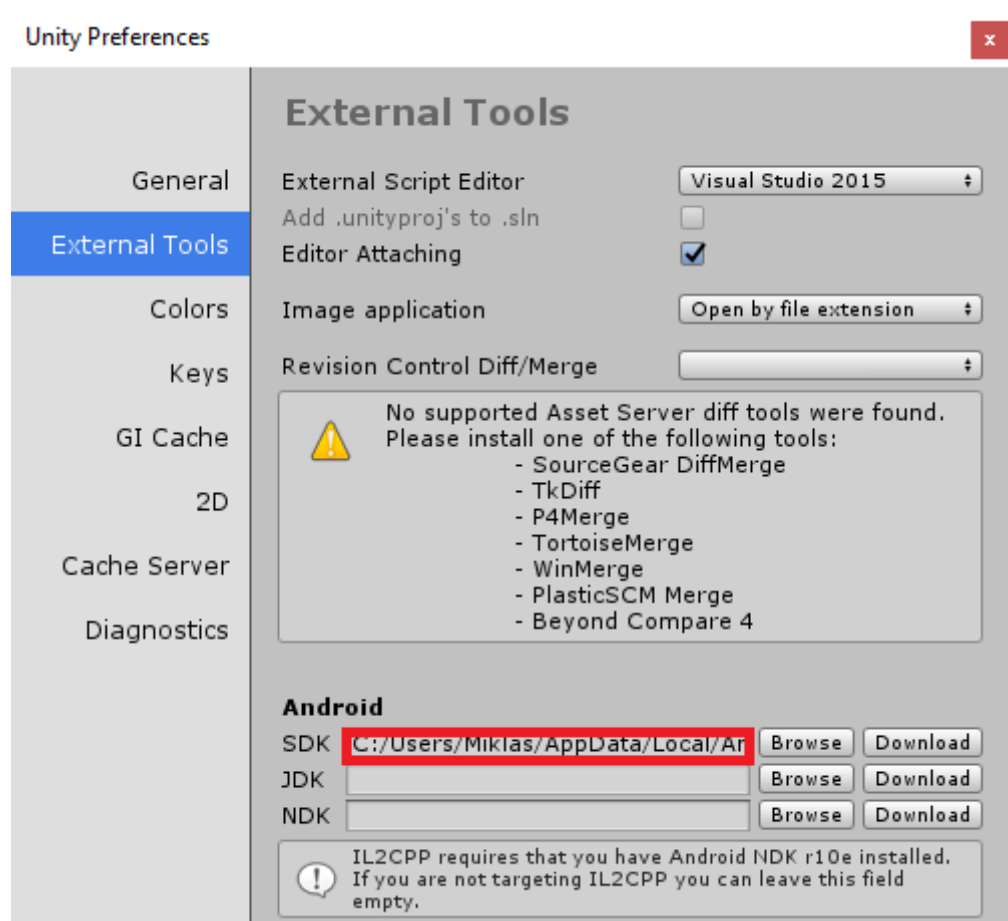 Unity Preferences
x
External Tools
General
External Tools
Colors
Keys
GI Cache
2D
Cache Server
Diagnostics
External Script Editor
Visual Studio 2015
Add .unityproj's to .sln
Editor Attaching
Image application
Open by file extension
Revision Control Diff/Merge
No supported Asset Server diff tools were found.
Please install one of the following tools:
- SourceGear DiffMerge
- TkDiff
- P4Merge
- TortoiseMerge
- WinMerge
- PlasticSCM Merge
- Beyond Compare 4
Android
SDK C:/Users/Miklas/AppData/Local/Ar Browse Download
JDK Browse Download
NDK Browse Download
IL2CPP requires that you have Android NDK r10e installed.
If you are not targeting IL2CPP you can leave this field
empty.